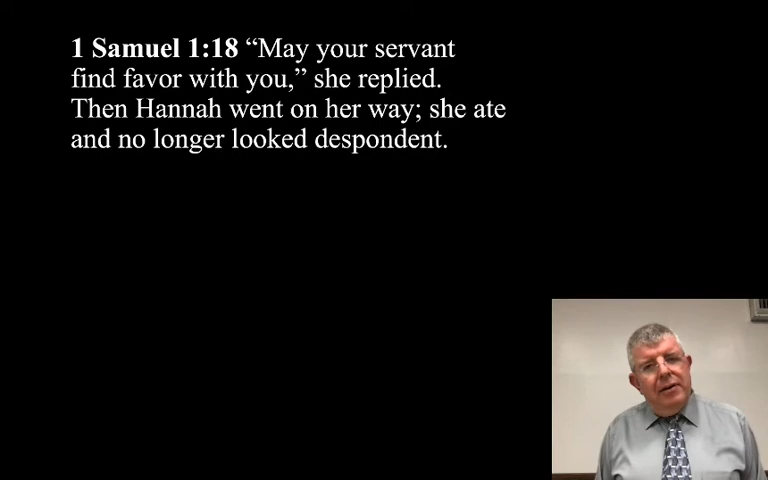 1 Samuel 1:18 “May your servant
find favor with you,” she replied.
Then Hannah went on her way; she ate
and no longer looked despondent.